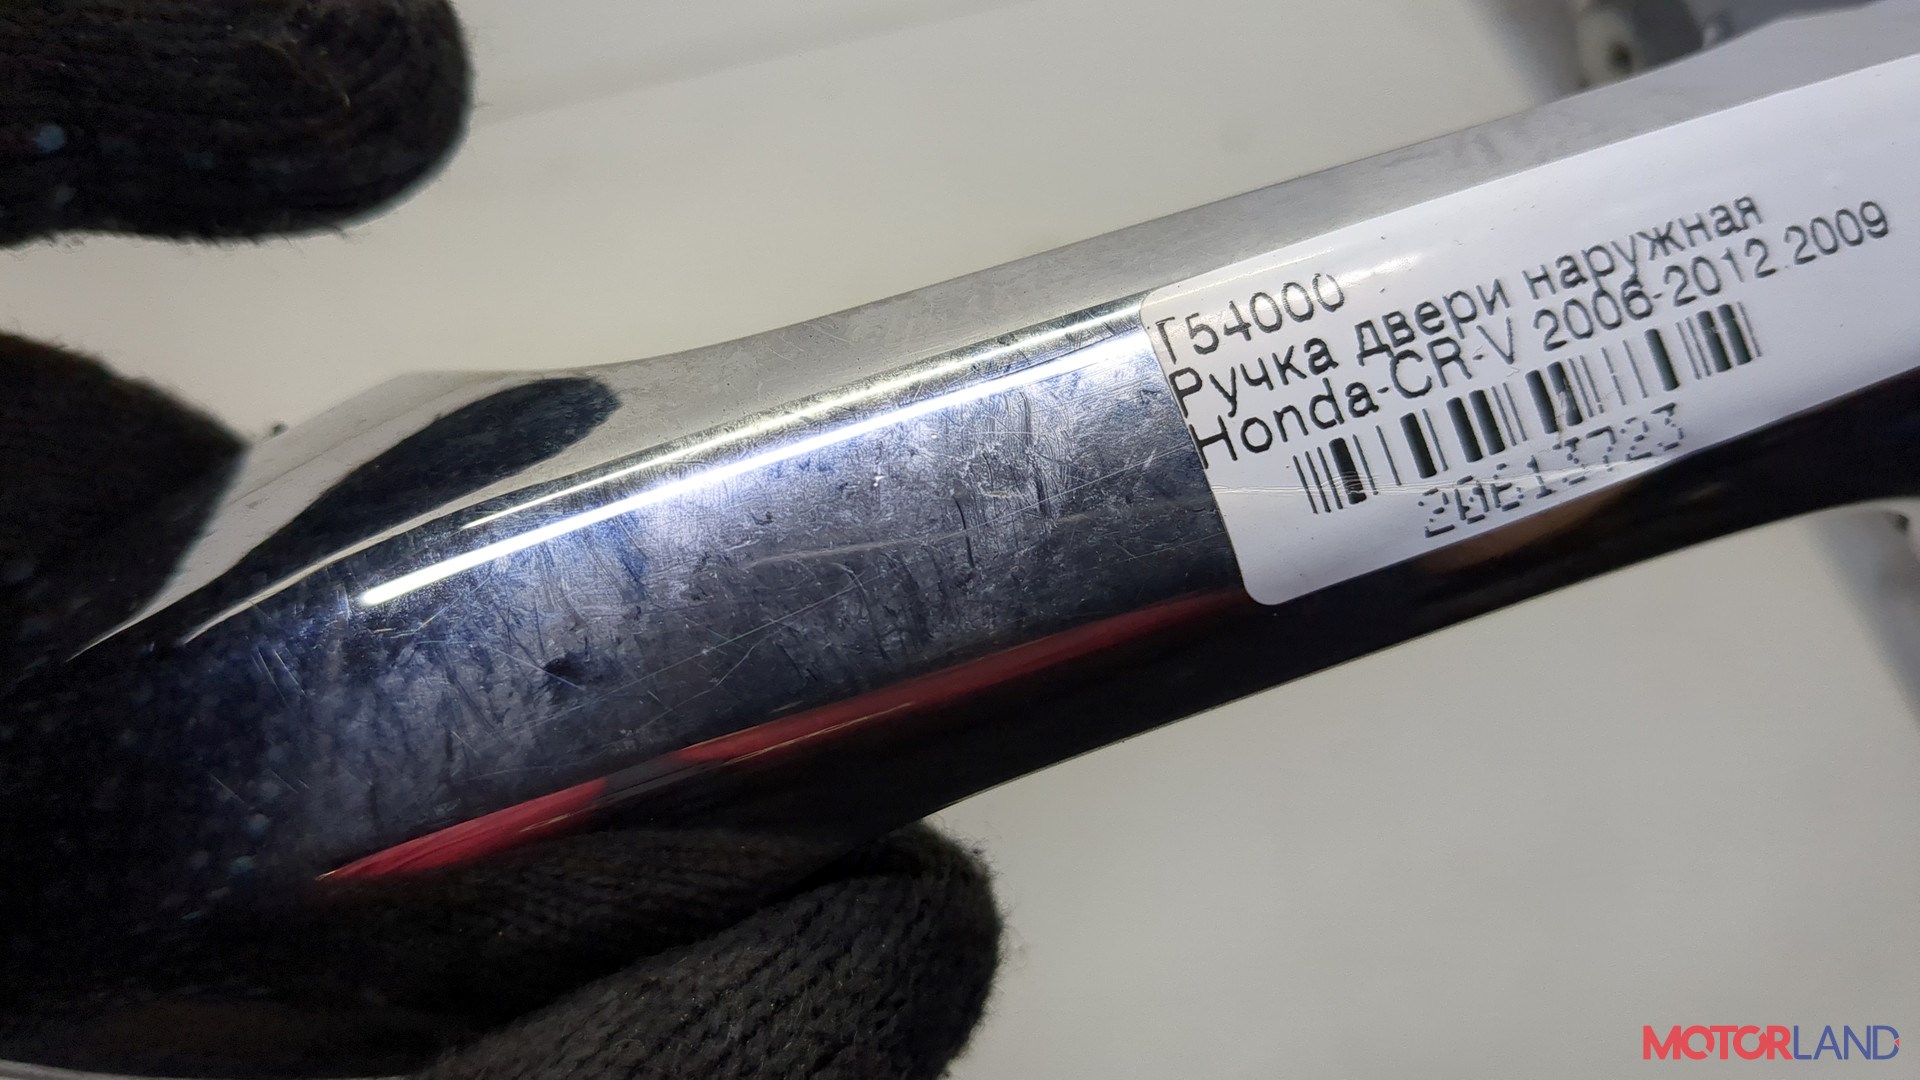 Г54000
Ручка двери наружная
Honda-CR-V 2006-2012 2009
20613723
MOTORLAND